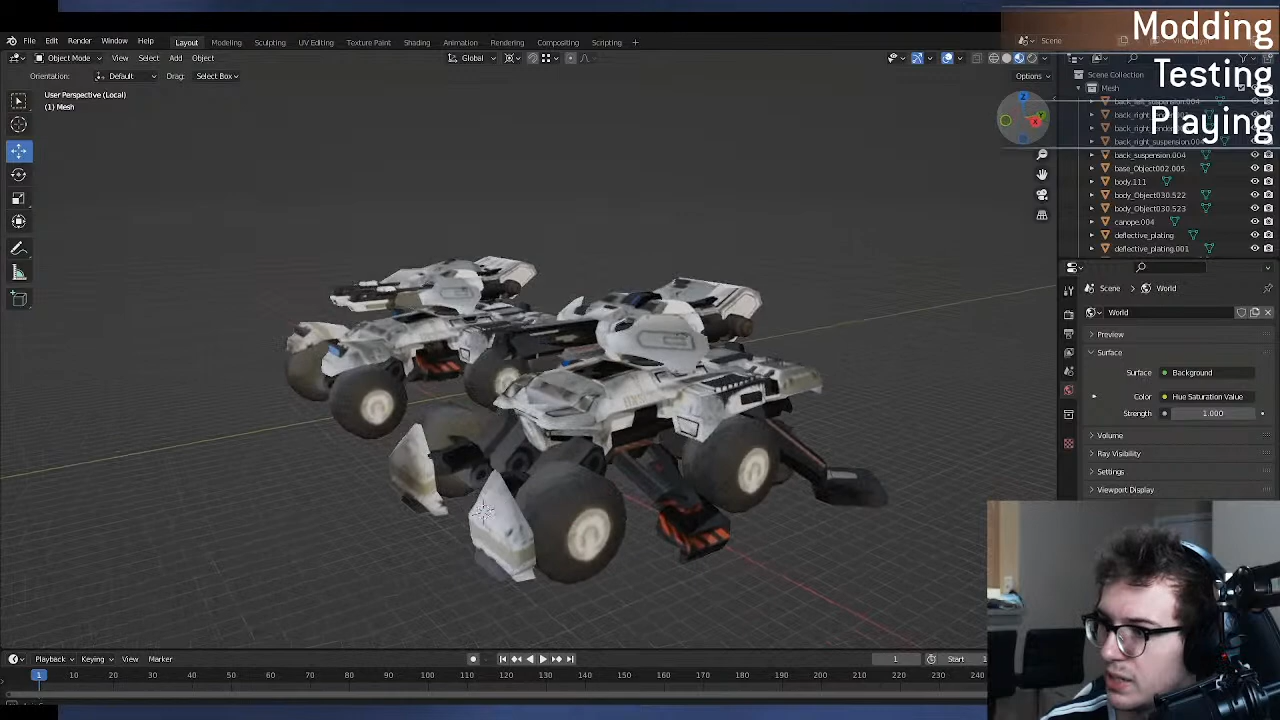 Modding
Testing
Playing
File Edit Render Window Help
Layout Modeling Sculpting UV Editing Texture Paint Shading Animation Rendering Compositing Scripting +
Scene
Object Mode View Select Add Object
Global
Orientation: Default Drag: Select Box
Options
User Perspective (Local)
(1) Mesh
Scene Collection
Mesh
back_left_suspension.004
back_right_suspension.004
back_suspension.004
base_Object002.005
body.111
body_Object030.522
body_Object030.523
canope.004
deflective_plating
deflective_plating.001
Scene > World
World
Preview
Surface
Surface Background
Color Hue Saturation Value
Strength 1.000
Volume
Ray Visibility
Settings
Viewport Display
Z
Y
X
Playback Keying View Marker
1
Start
1 10 20 30 40 50 60 70 80 90 100 110 120 130 140 150 160 170 180 190 200 210 220 230 240